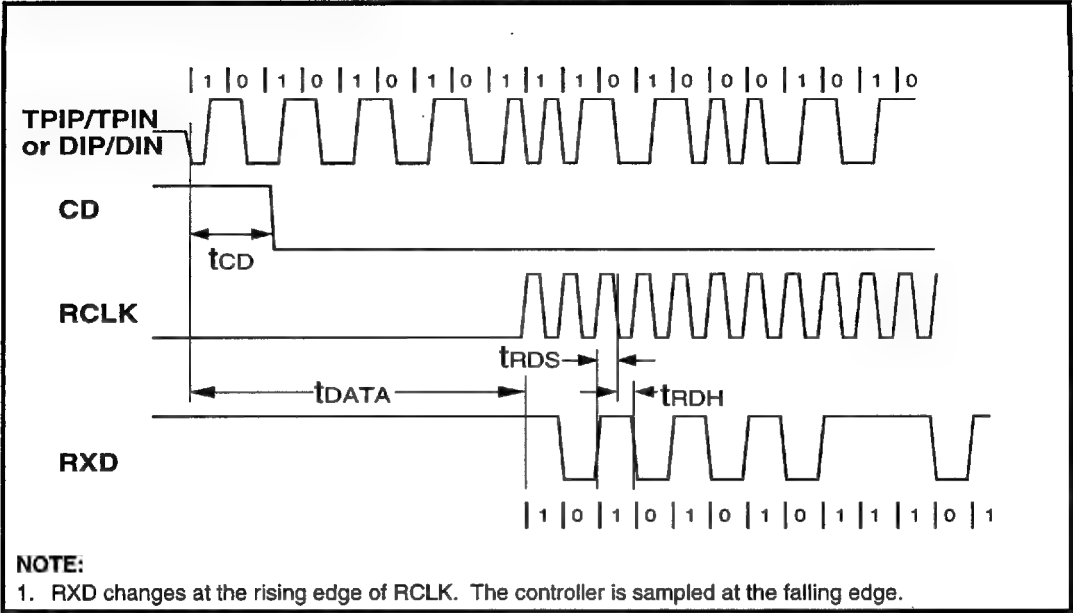 | 1 | 0 | 1 | 0 | 1 | 0 | 1 | 0 | 1 | 1 | 0 | 1 | 0 | 0 | 0 | 1 | 0 | 1 | 0
TPIP/TPIN
or DIP/DIN
CD
tCD
RCLK
tRDS
tDATA
tRDH
RXD
| 1 | 0 | 1 | 0 | 1 | 0 | 1 | 0 | 1 | 1 | 1 | 0 | 1
NOTE:
1. RXD changes at the rising edge of RCLK. The controller is sampled at the falling edge.